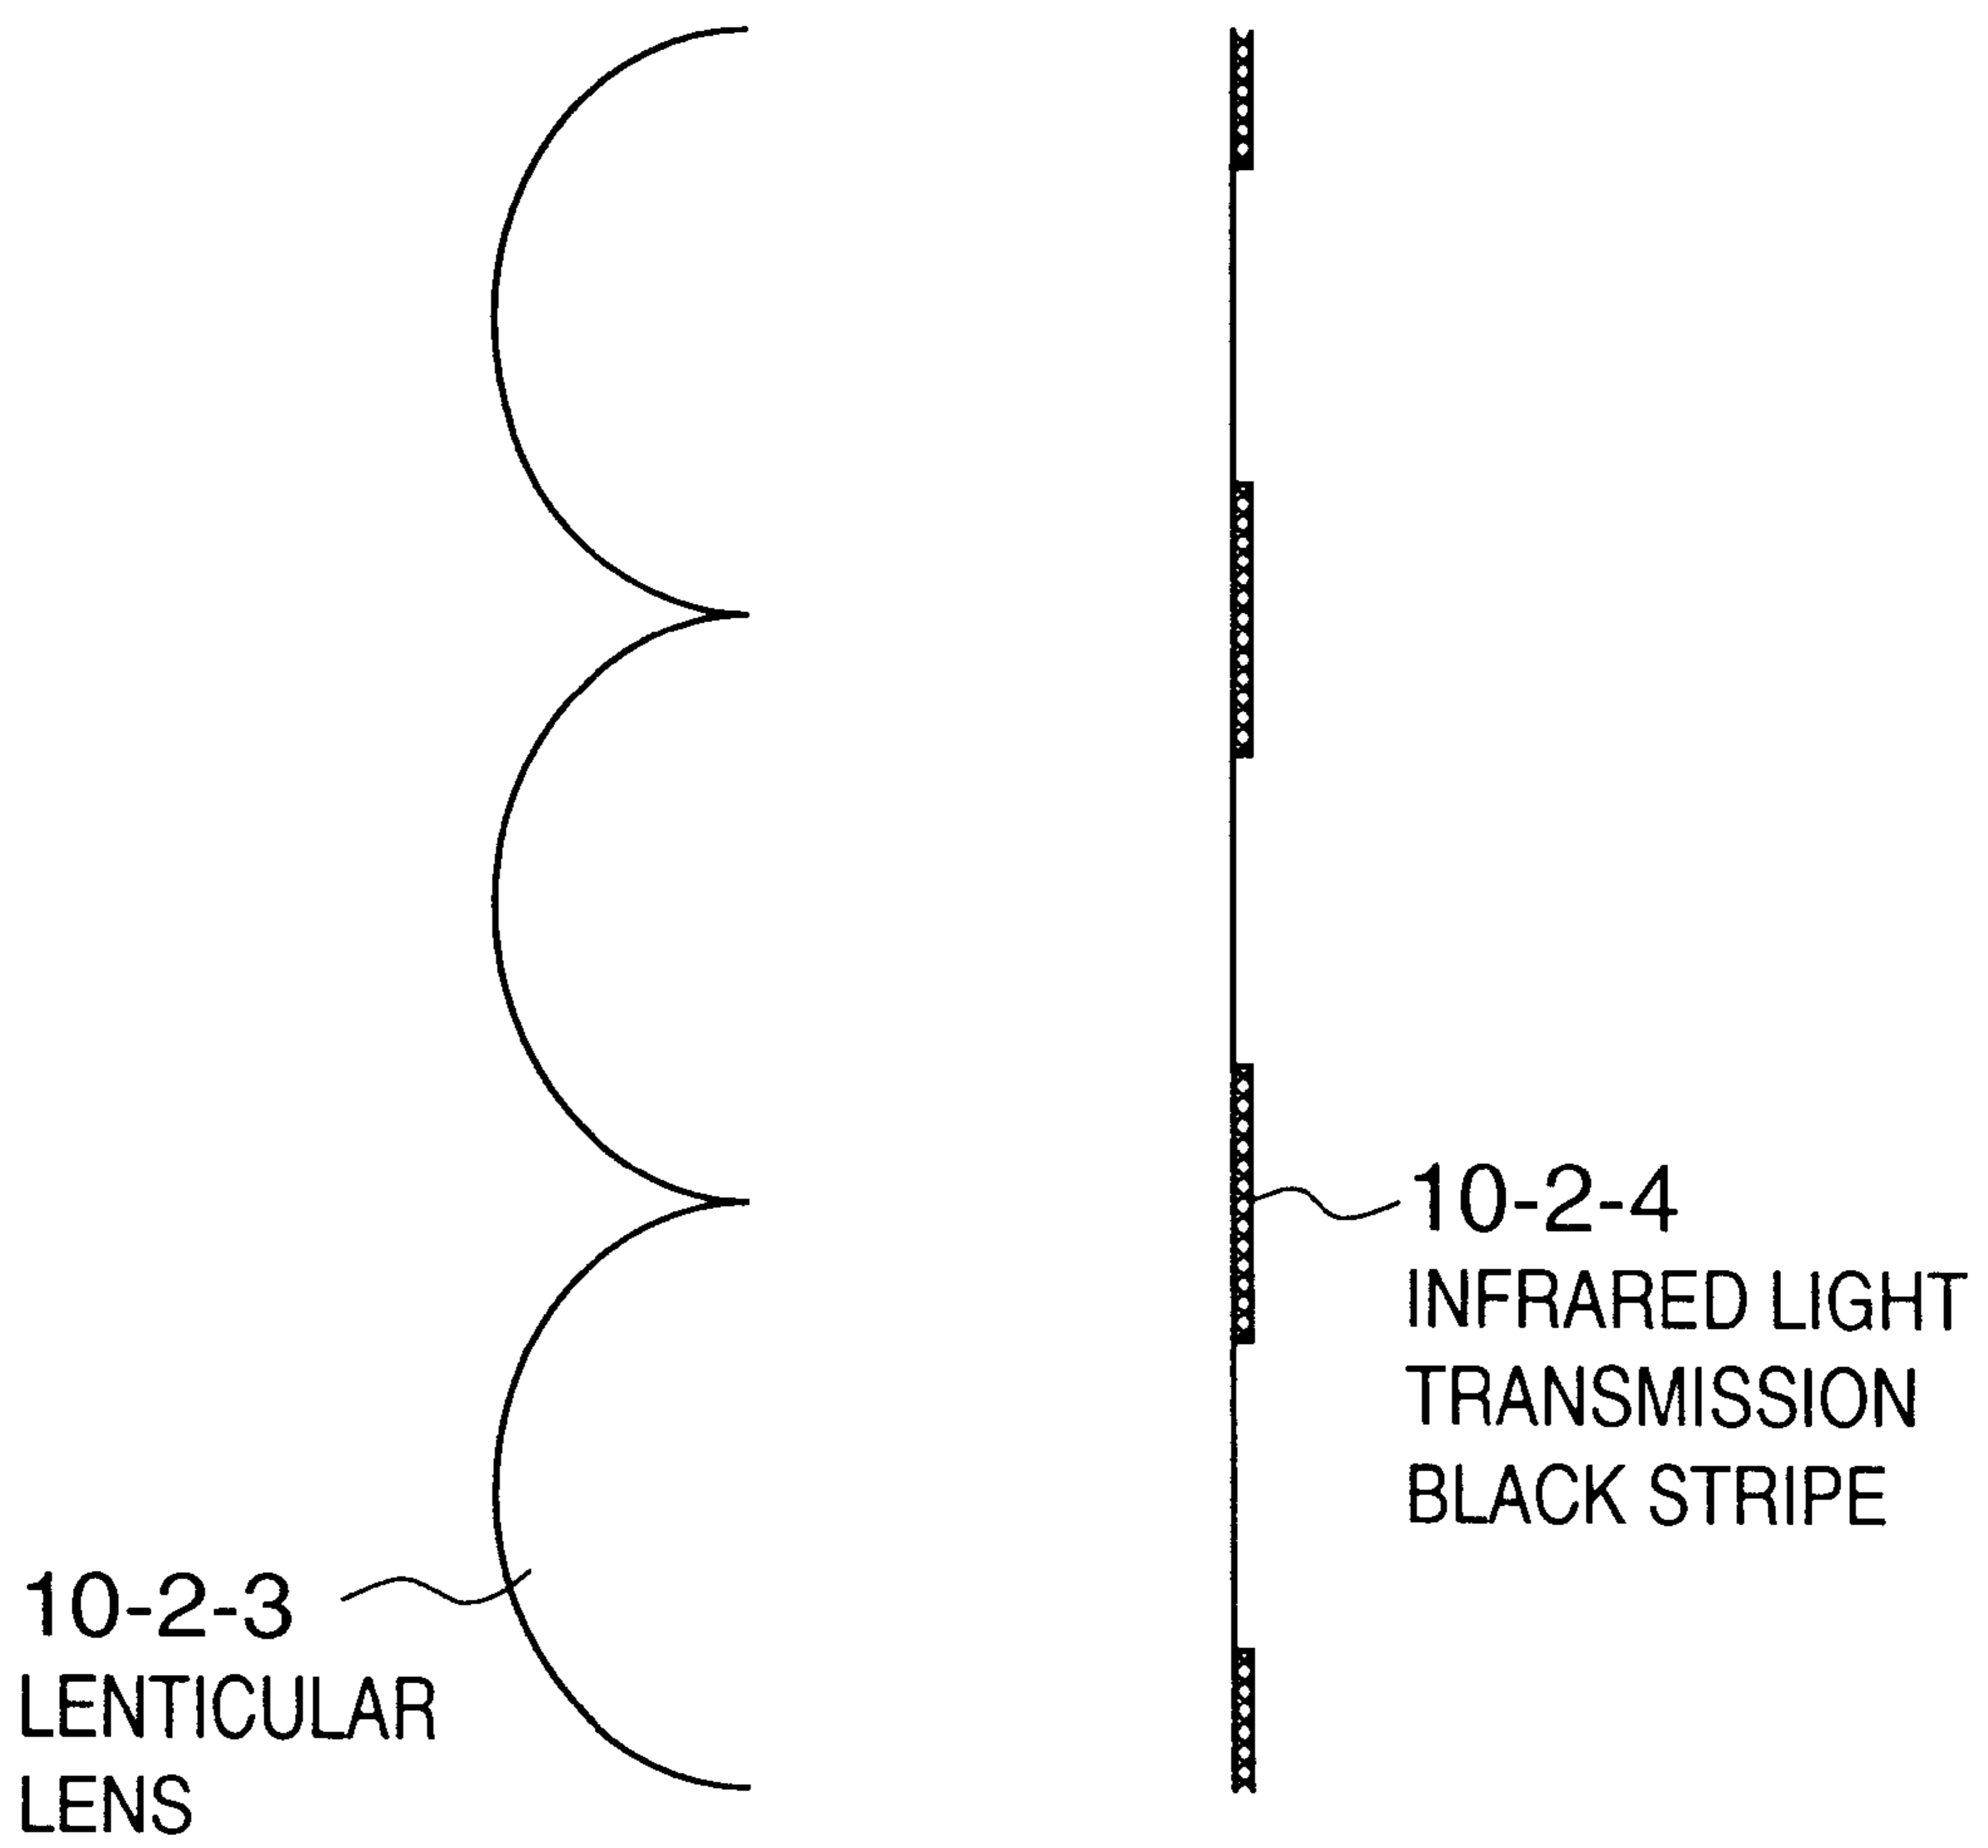 10-2-4
INFRARED LIGHT
TRANSMISSION
BLACK STRIPE
10-2-3
LENTICULAR
LENS